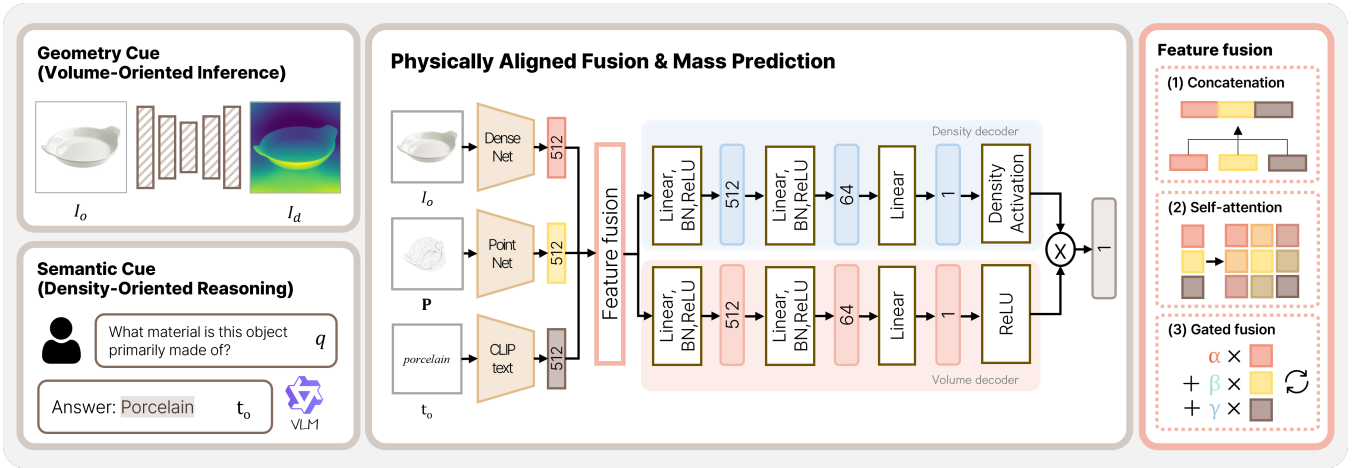 Geometry Cue
(Volume-Oriented Inference)
I_o
I_d
Semantic Cue
(Density-Oriented Reasoning)
What material is this object
primarily made of?
q
Answer: Porcelain
t_o
VLM
Physically Aligned Fusion & Mass Prediction
I_o
Dense
Net
512
P
Point
Net
512
porcelain
t_o
CLIP
text
512
Feature fusion
Density decoder
Linear,
BN,ReLU
512
Linear,
BN,ReLU
64
Linear
1
Density
Activation
Linear,
BN,ReLU
512
Linear,
BN,ReLU
64
Linear
1
ReLU
Volume decoder
X
1
Feature fusion
(1) Concatenation
(2) Self-attention
(3) Gated fusion
α ×
+ β ×
+ γ ×